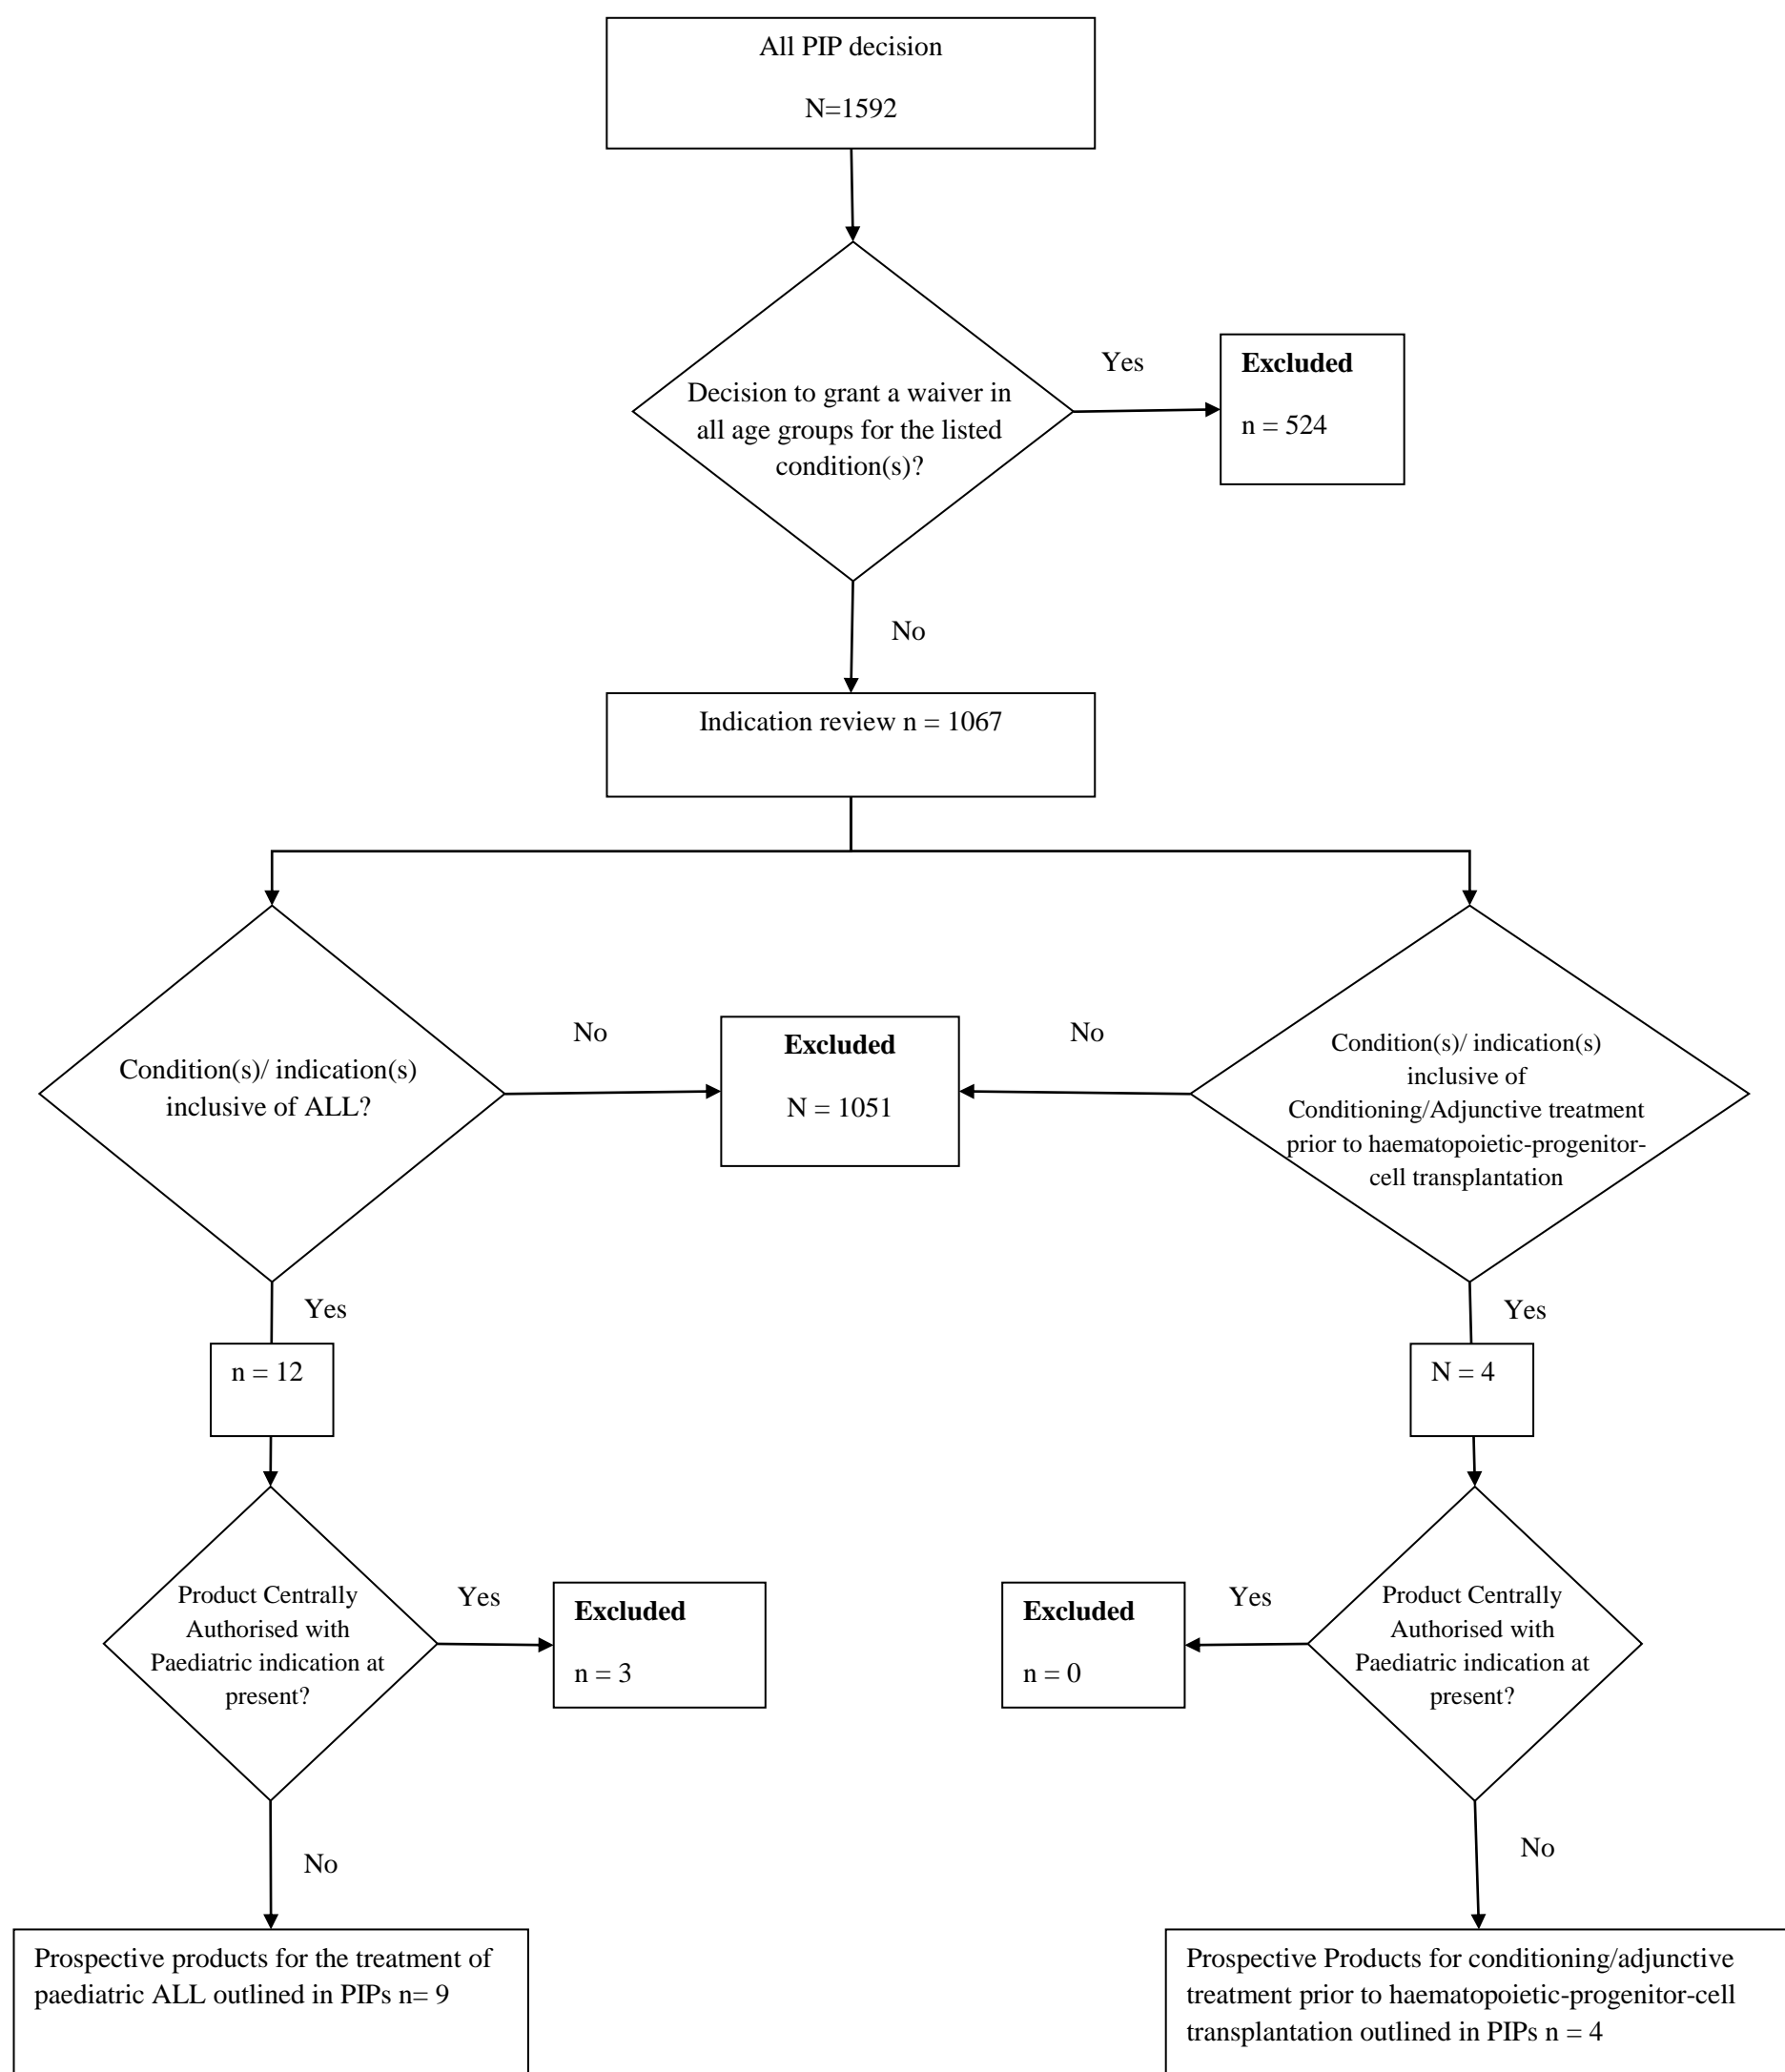 All PIP decision
N=1592
Decision to grant a waiver in
all age groups for the listed
condition(s)?
Yes
Excluded
n = 524
No
Indication review n = 1067
Condition(s)/ indication(s)
inclusive of ALL?
No
Excluded
N = 1051
No
Condition(s)/ indication(s)
inclusive of
Conditioning/Adjunctive treatment
prior to haematopoietic-progenitor-
cell transplantation
Yes
n = 12
Yes
N = 4
Product Centrally
Authorised with
Paediatric indication at
present?
Yes
Excluded
n = 3
Excluded
n = 0
Yes
Product Centrally
Authorised with
Paediatric indication at
present?
No
No
Prospective products for the treatment of
paediatric ALL outlined in PIPs n= 9
Prospective Products for conditioning/adjunctive
treatment prior to haematopoietic-progenitor-cell
transplantation outlined in PIPs n = 4